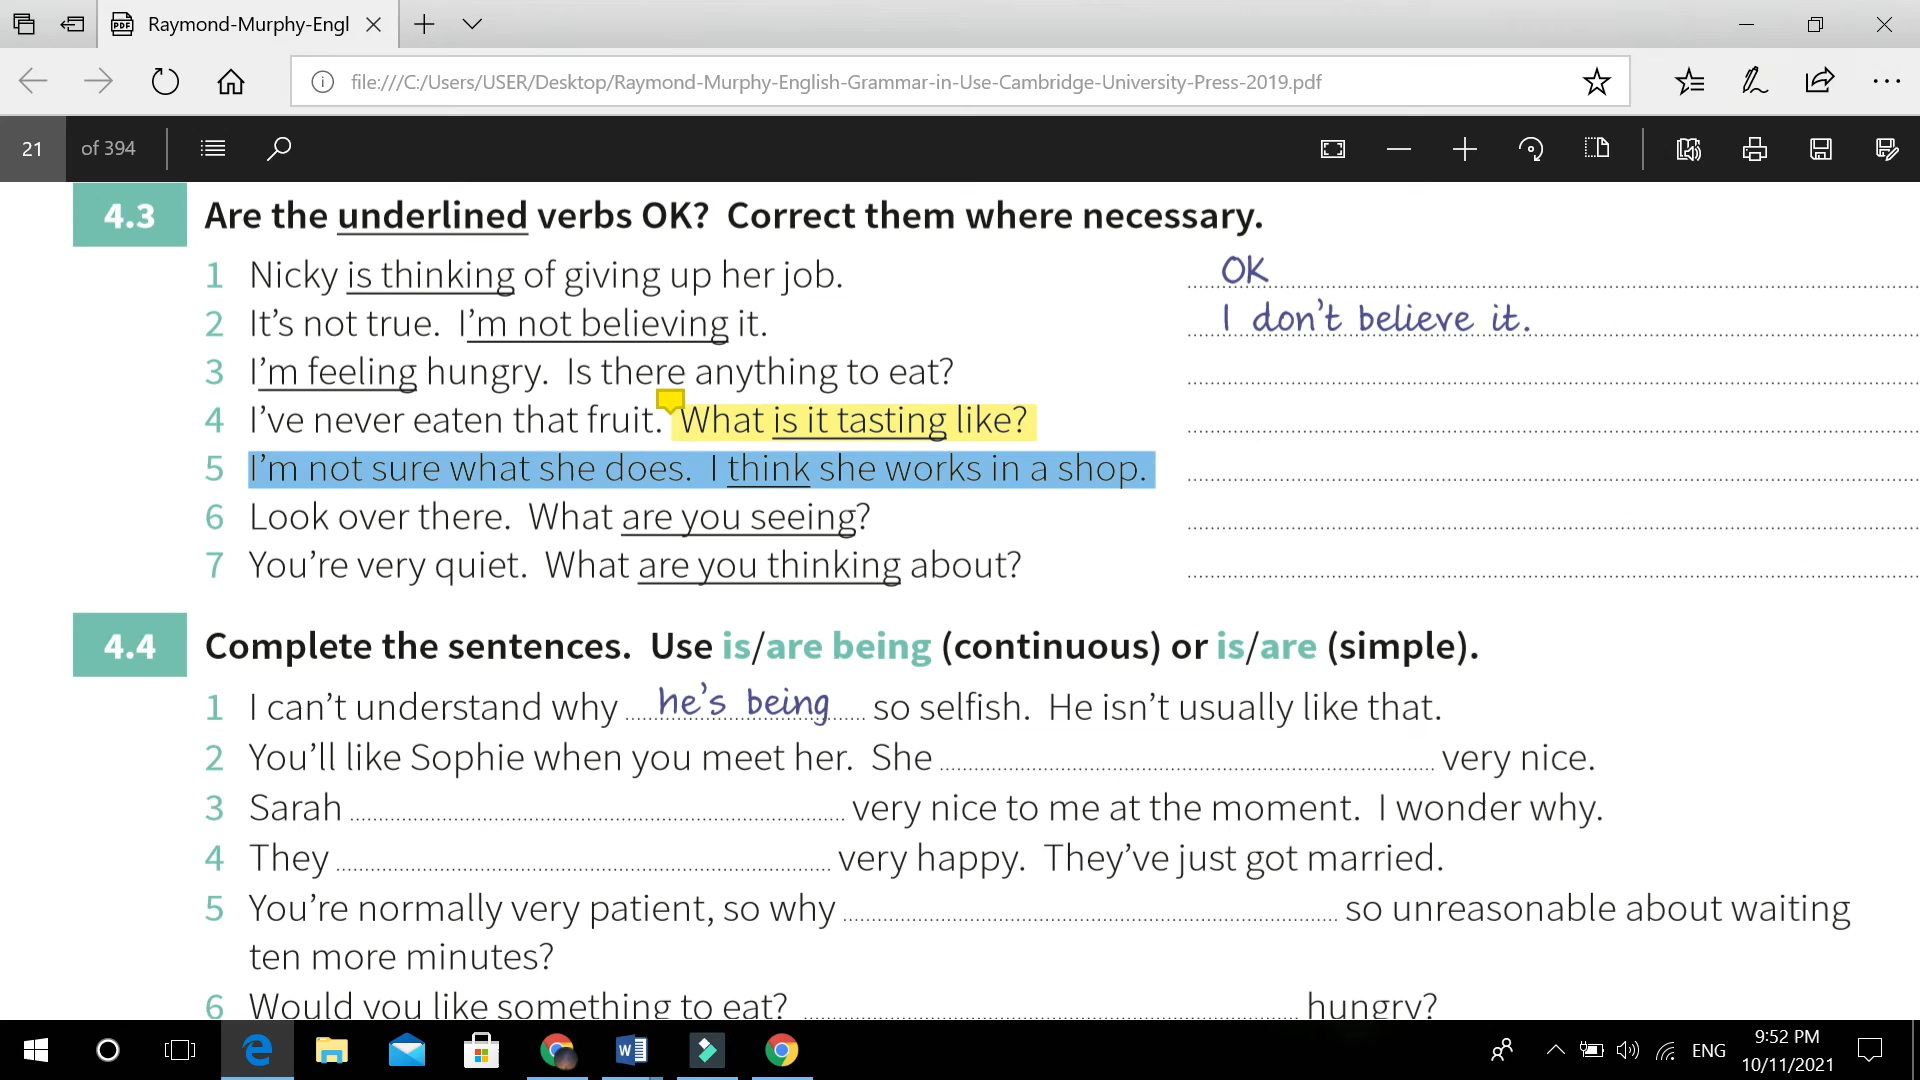 Raymond-Murphy-Engl
file:///C:/Users/USER/Desktop/Raymond-Murphy-English-Grammar-in-Use-Cambridge-University-Press-2019.pdf
21 of 394
4.3 Are the underlined verbs OK? Correct them where necessary.
1 Nicky is thinking of giving up her job. OK
2 It's not true. I'm not believing it. I don't believe it.
3 I'm feeling hungry. Is there anything to eat?
4 I've never eaten that fruit. What is it tasting like?
5 I'm not sure what she does. I think she works in a shop.
6 Look over there. What are you seeing?
7 You're very quiet. What are you thinking about?
4.4 Complete the sentences. Use is/are being (continuous) or is/are (simple).
1 I can't understand why he's being so selfish. He isn't usually like that.
2 You'll like Sophie when you meet her. She ........ very nice.
3 Sarah ........ very nice to me at the moment. I wonder why.
4 They ........ very happy. They've just got married.
5 You're normally very patient, so why ........ so unreasonable about waiting
ten more minutes?
6 Would you like something to eat? ........ hungry?
ENG
9:52 PM
10/11/2021